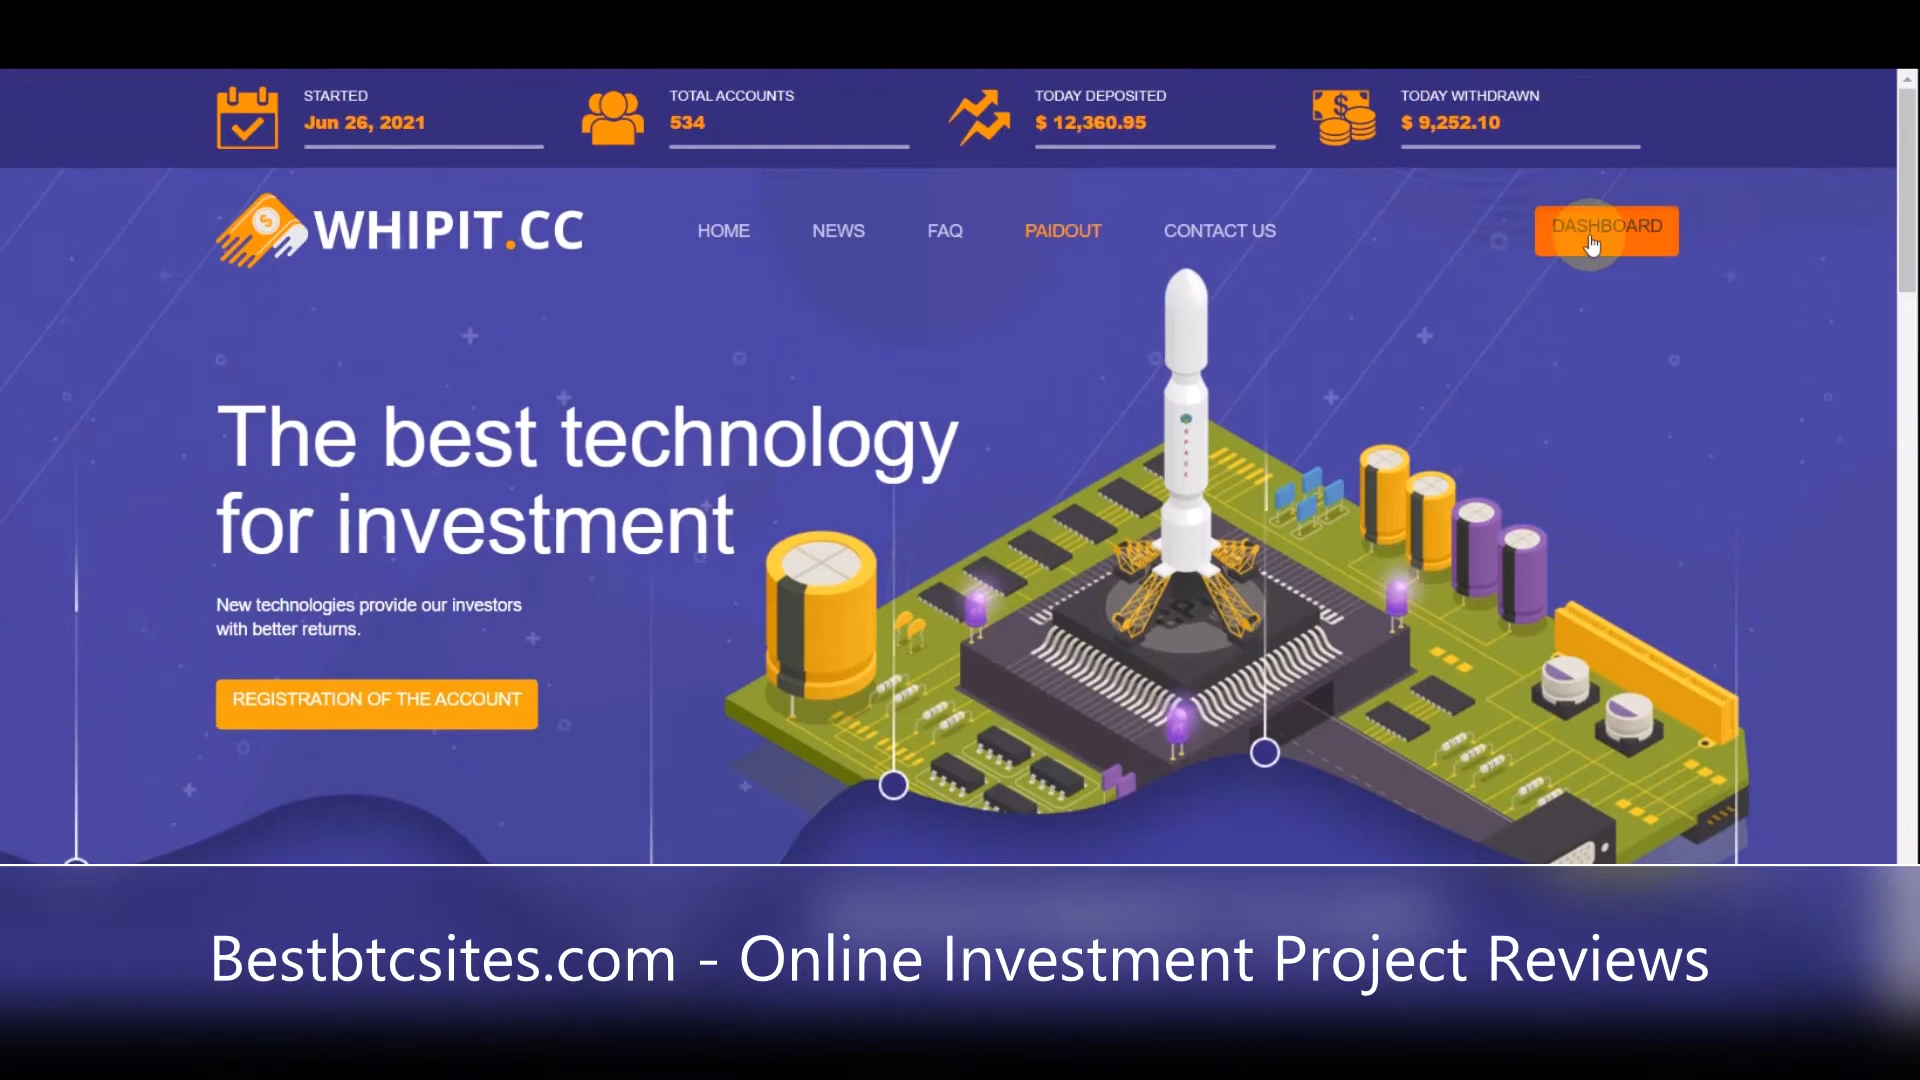 STARTED
Jun 26, 2021
TOTAL ACCOUNTS
534
TODAY DEPOSITED
$ 12,360.95
TODAY WITHDRAWN
$ 9,252.10
WHIPIT.CC
HOME
NEWS
FAQ
PAIDOUT
CONTACT US
DASHBOARD
The best technology
for investment
New technologies provide our investors
with better returns.
REGISTRATION OF THE ACCOUNT
Bestbtcsites.com - Online Investment Project Reviews